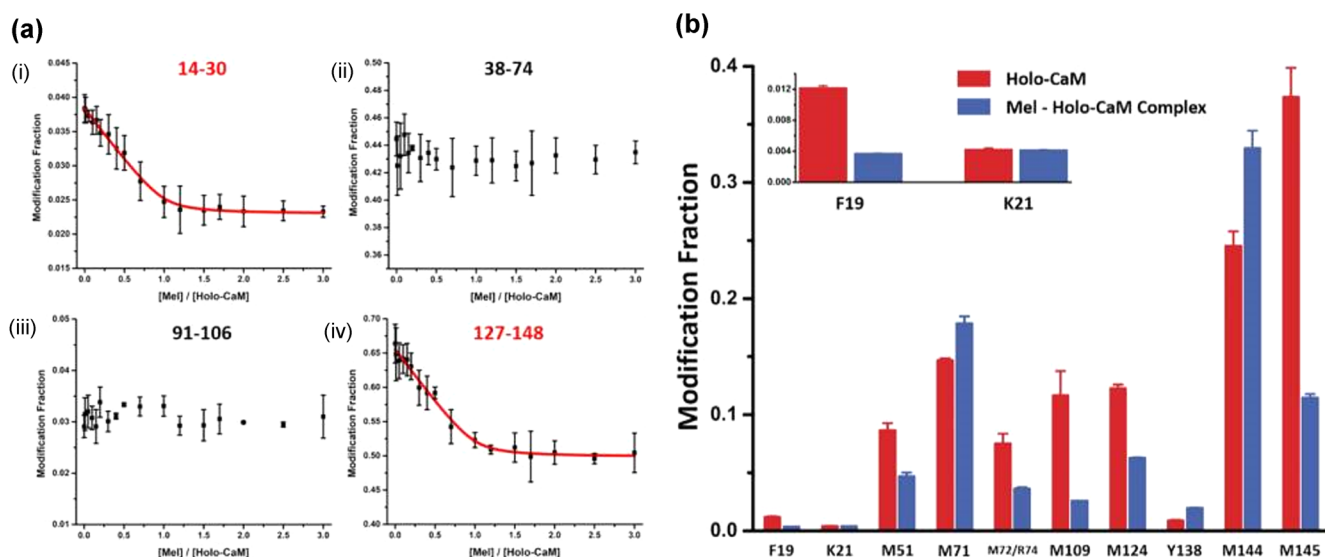 (a)
(i)
14-30
Modification Fraction
0.045
0.040
0.035
0.030
0.025
0.020
0.015
0.0 0.5 1.0 1.5 2.0 2.5 3.0
[Mel] / [Holo-CaM]
(ii)
38-74
Modification Fraction
0.50
0.48
0.46
0.44
0.42
0.40
0.38
0.36
0.0 0.5 1.0 1.5 2.0 2.5 3.0
[Mel] / [Holo-CaM]
(iii)
91-106
Modification Fraction
0.05
0.04
0.03
0.02
0.01
0.0 0.5 1.0 1.5 2.0 2.5 3.0
[Mel] / [Holo-CaM]
(iv)
127-148
Modification Fraction
0.70
0.65
0.60
0.55
0.50
0.45
0.40
0.0 0.5 1.0 1.5 2.0 2.5 3.0
[Mel] / [Holo-CaM]
(b)
Modification Fraction
0.4
0.3
0.2
0.1
0.0
0.012
0.008
0.004
0.000
F19 K21
Holo-CaM
Mel - Holo-CaM Complex
F19 K21 M51 M71 M72/R74 M109 M124 Y138 M144 M145